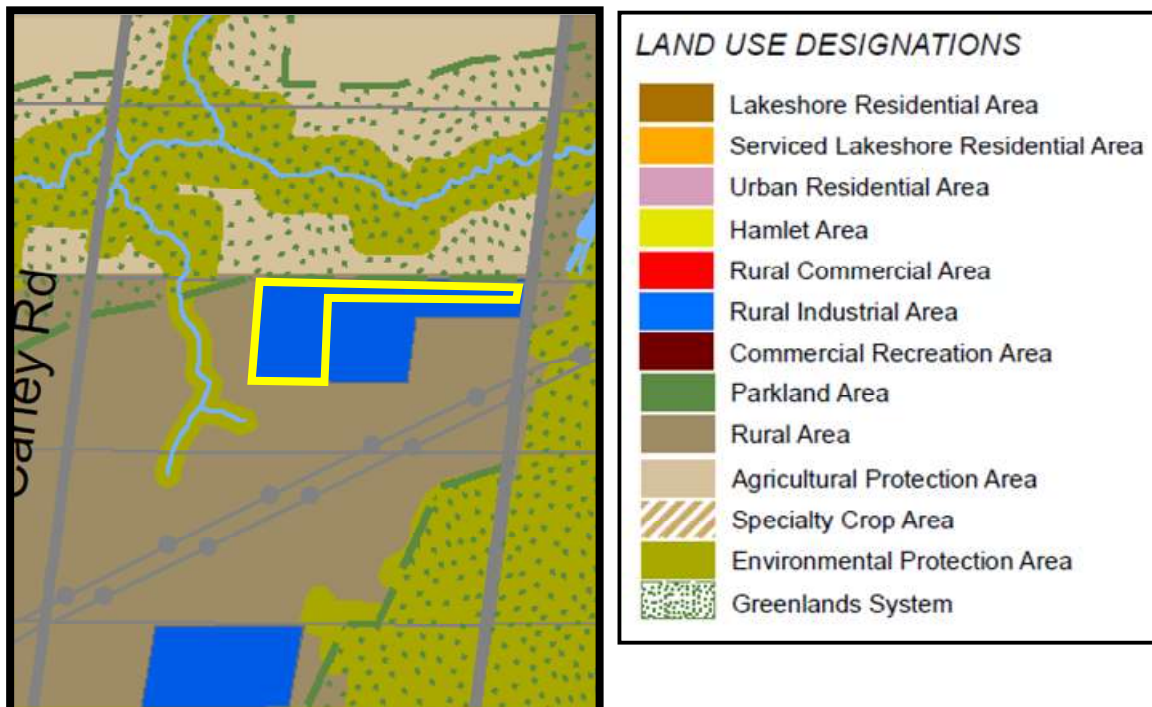 Rd
LAND USE DESIGNATIONS
Lakeshore Residential Area
Serviced Lakeshore Residential Area
Urban Residential Area
Hamlet Area
Rural Commercial Area
Rural Industrial Area
Commercial Recreation Area
Parkland Area
Rural Area
Agricultural Protection Area
Specialty Crop Area
Environmental Protection Area
Greenlands System